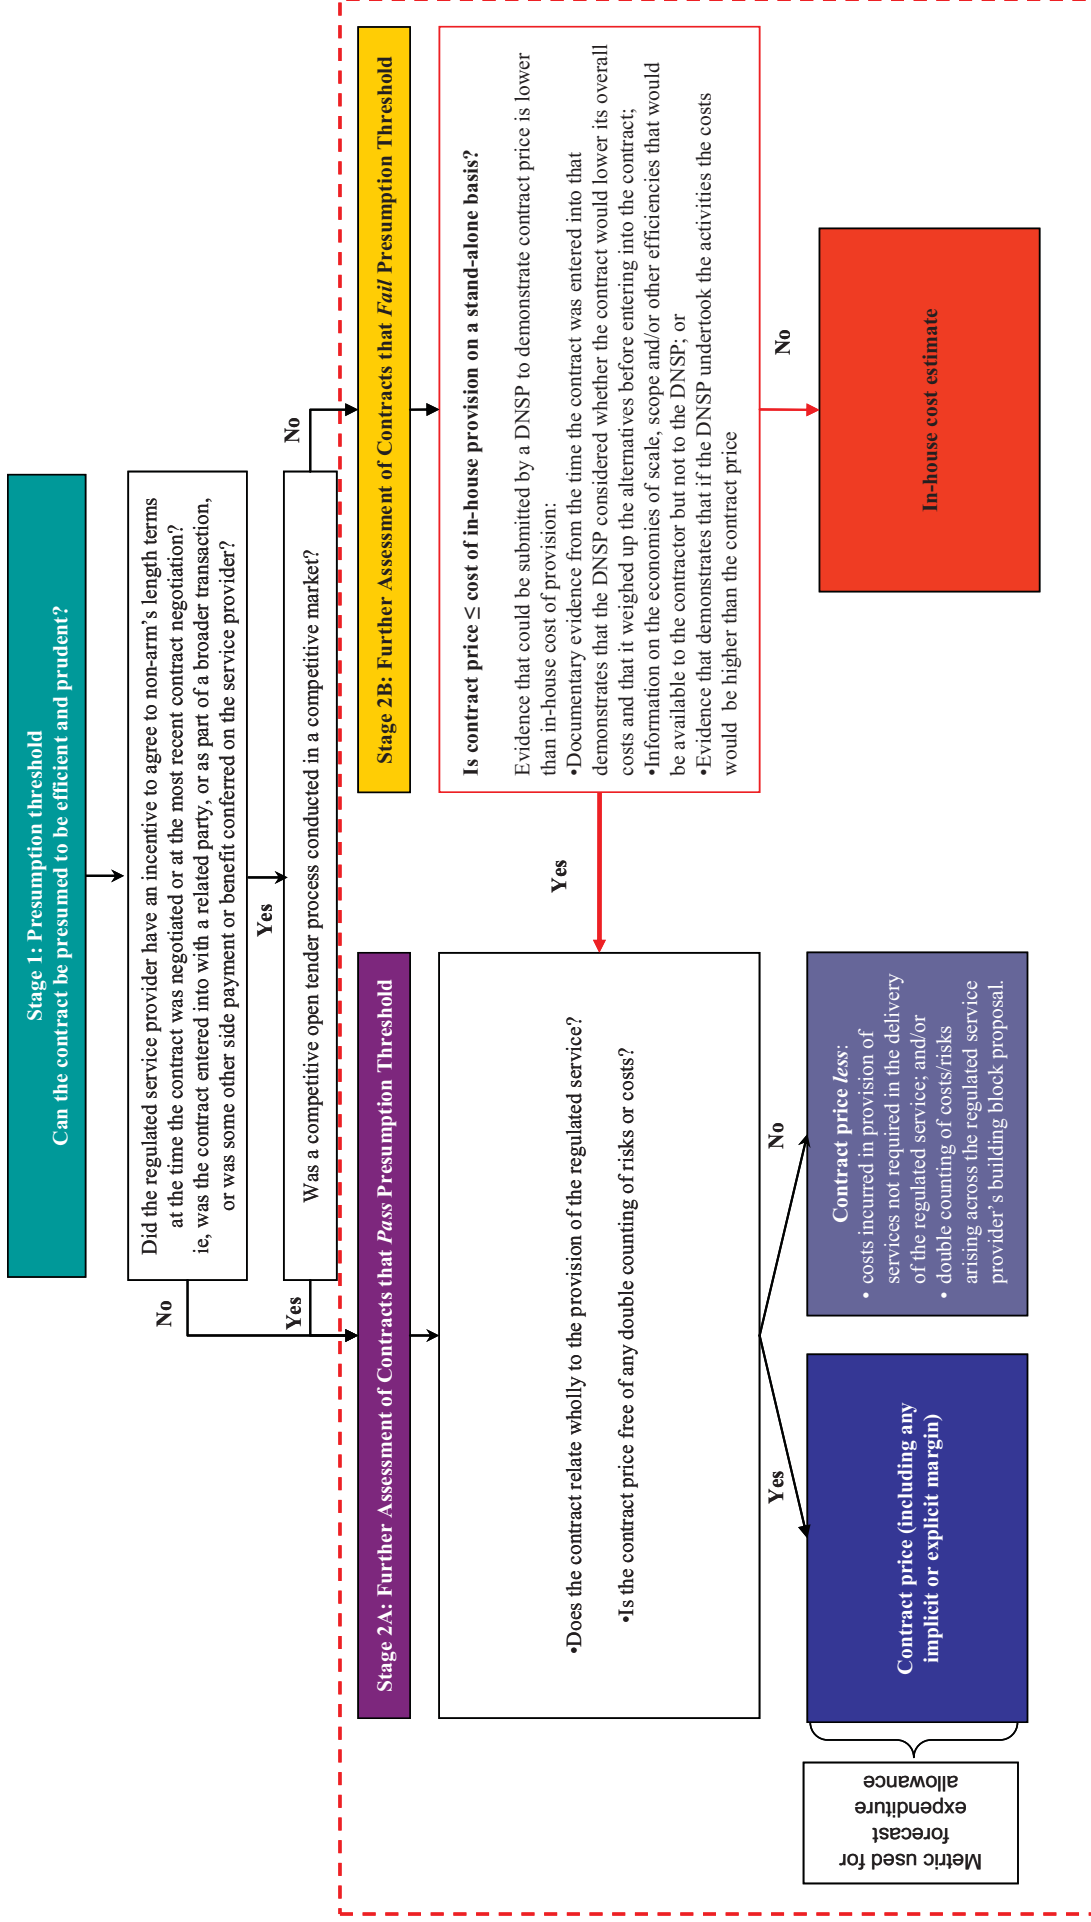 Stage 1: Presumption threshold
Can the contract be presumed to be efficient and prudent?
Did the regulated service provider have an incentive to agree to non-arm's length terms
at the time the contract was negotiated or at the most recent contract negotiation?
ie, was the contract entered into with a related party, or as part of a broader transaction,
or was some other side payment or benefit conferred on the service provider?
No
Yes
Was a competitive open tender process conducted in a competitive market?
Yes
No
Stage 2A: Further Assessment of Contracts that Pass Presumption Threshold
•Does the contract relate wholly to the provision of the regulated service?
•Is the contract price free of any double counting of risks or costs?
Yes
Stage 2B: Further Assessment of Contracts that Fail Presumption Threshold
Is contract price ≤ cost of in-house provision on a stand-alone basis?
Evidence that could be submitted by a DNSP to demonstrate contract price is lower
than in-house cost of provision:
•Documentary evidence from the time the contract was entered into that
demonstrates that the DNSP considered whether the contract would lower its overall
costs and that it weighed up the alternatives before entering into the contract;
•Information on the economies of scale, scope and/or other efficiencies that would
be available to the contractor but not to the DNSP; or
•Evidence that demonstrates that if the DNSP undertook the activities the costs
would be higher than the contract price
Yes
No
No
Metric used for
forecast
expenditure
allowance
Contract price (including any
implicit or explicit margin)
Contract price less:
• costs incurred in provision of
services not required in the delivery
of the regulated service; and/or
• double counting of costs/risks
arising across the regulated service
provider's building block proposal.
In-house cost estimate